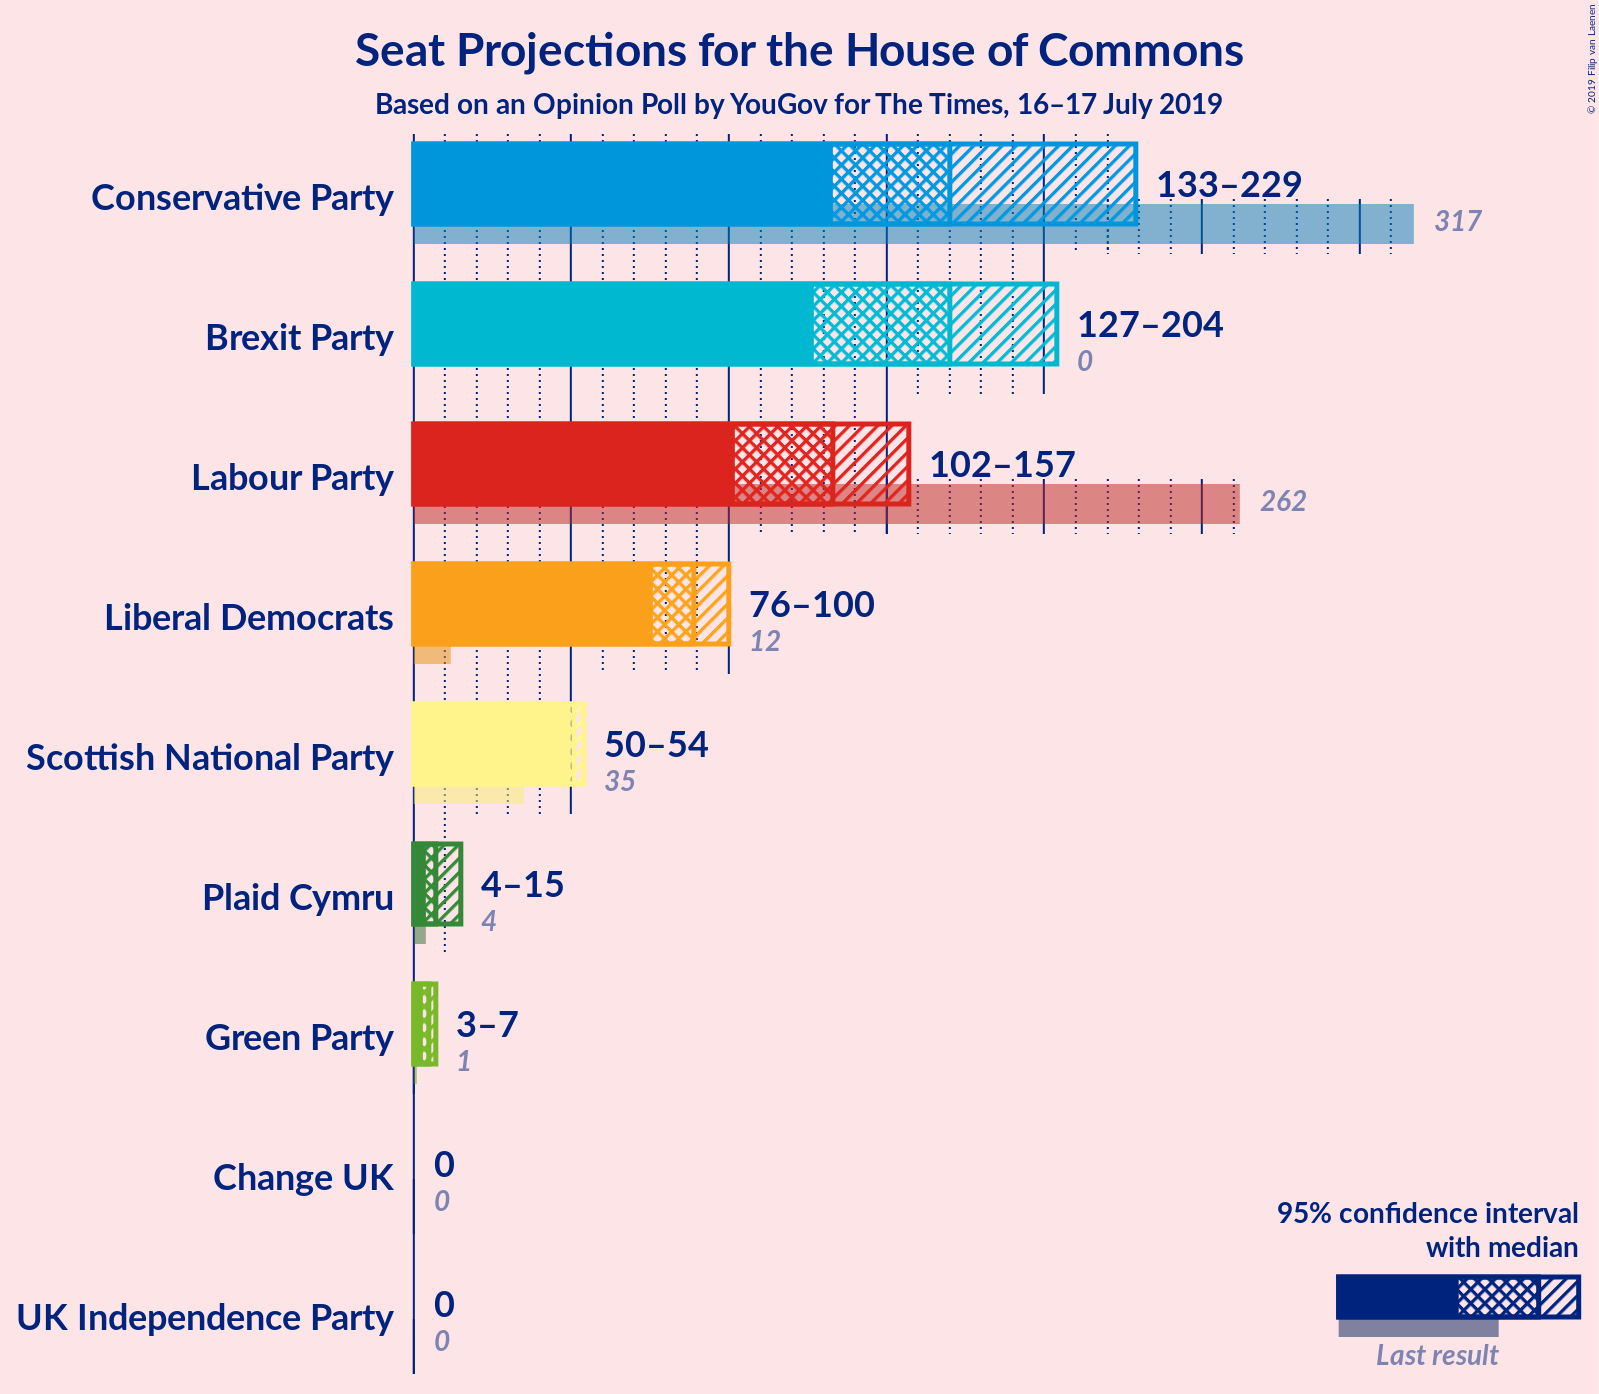 Seat Projections for the House of Commons
Based on an Opinion Poll by YouGov for The Times, 16–17 July 2019
© 2019 Filip van Laenen
Conservative Party
133–229
317
Brexit Party
127–204
0
Labour Party
102–157
262
Liberal Democrats
76–100
12
Scottish National Party
50–54
35
Plaid Cymru
4–15
4
Green Party
3–7
1
Change UK
0
0
UK Independence Party
0
0
95% confidence interval
with median
Last result